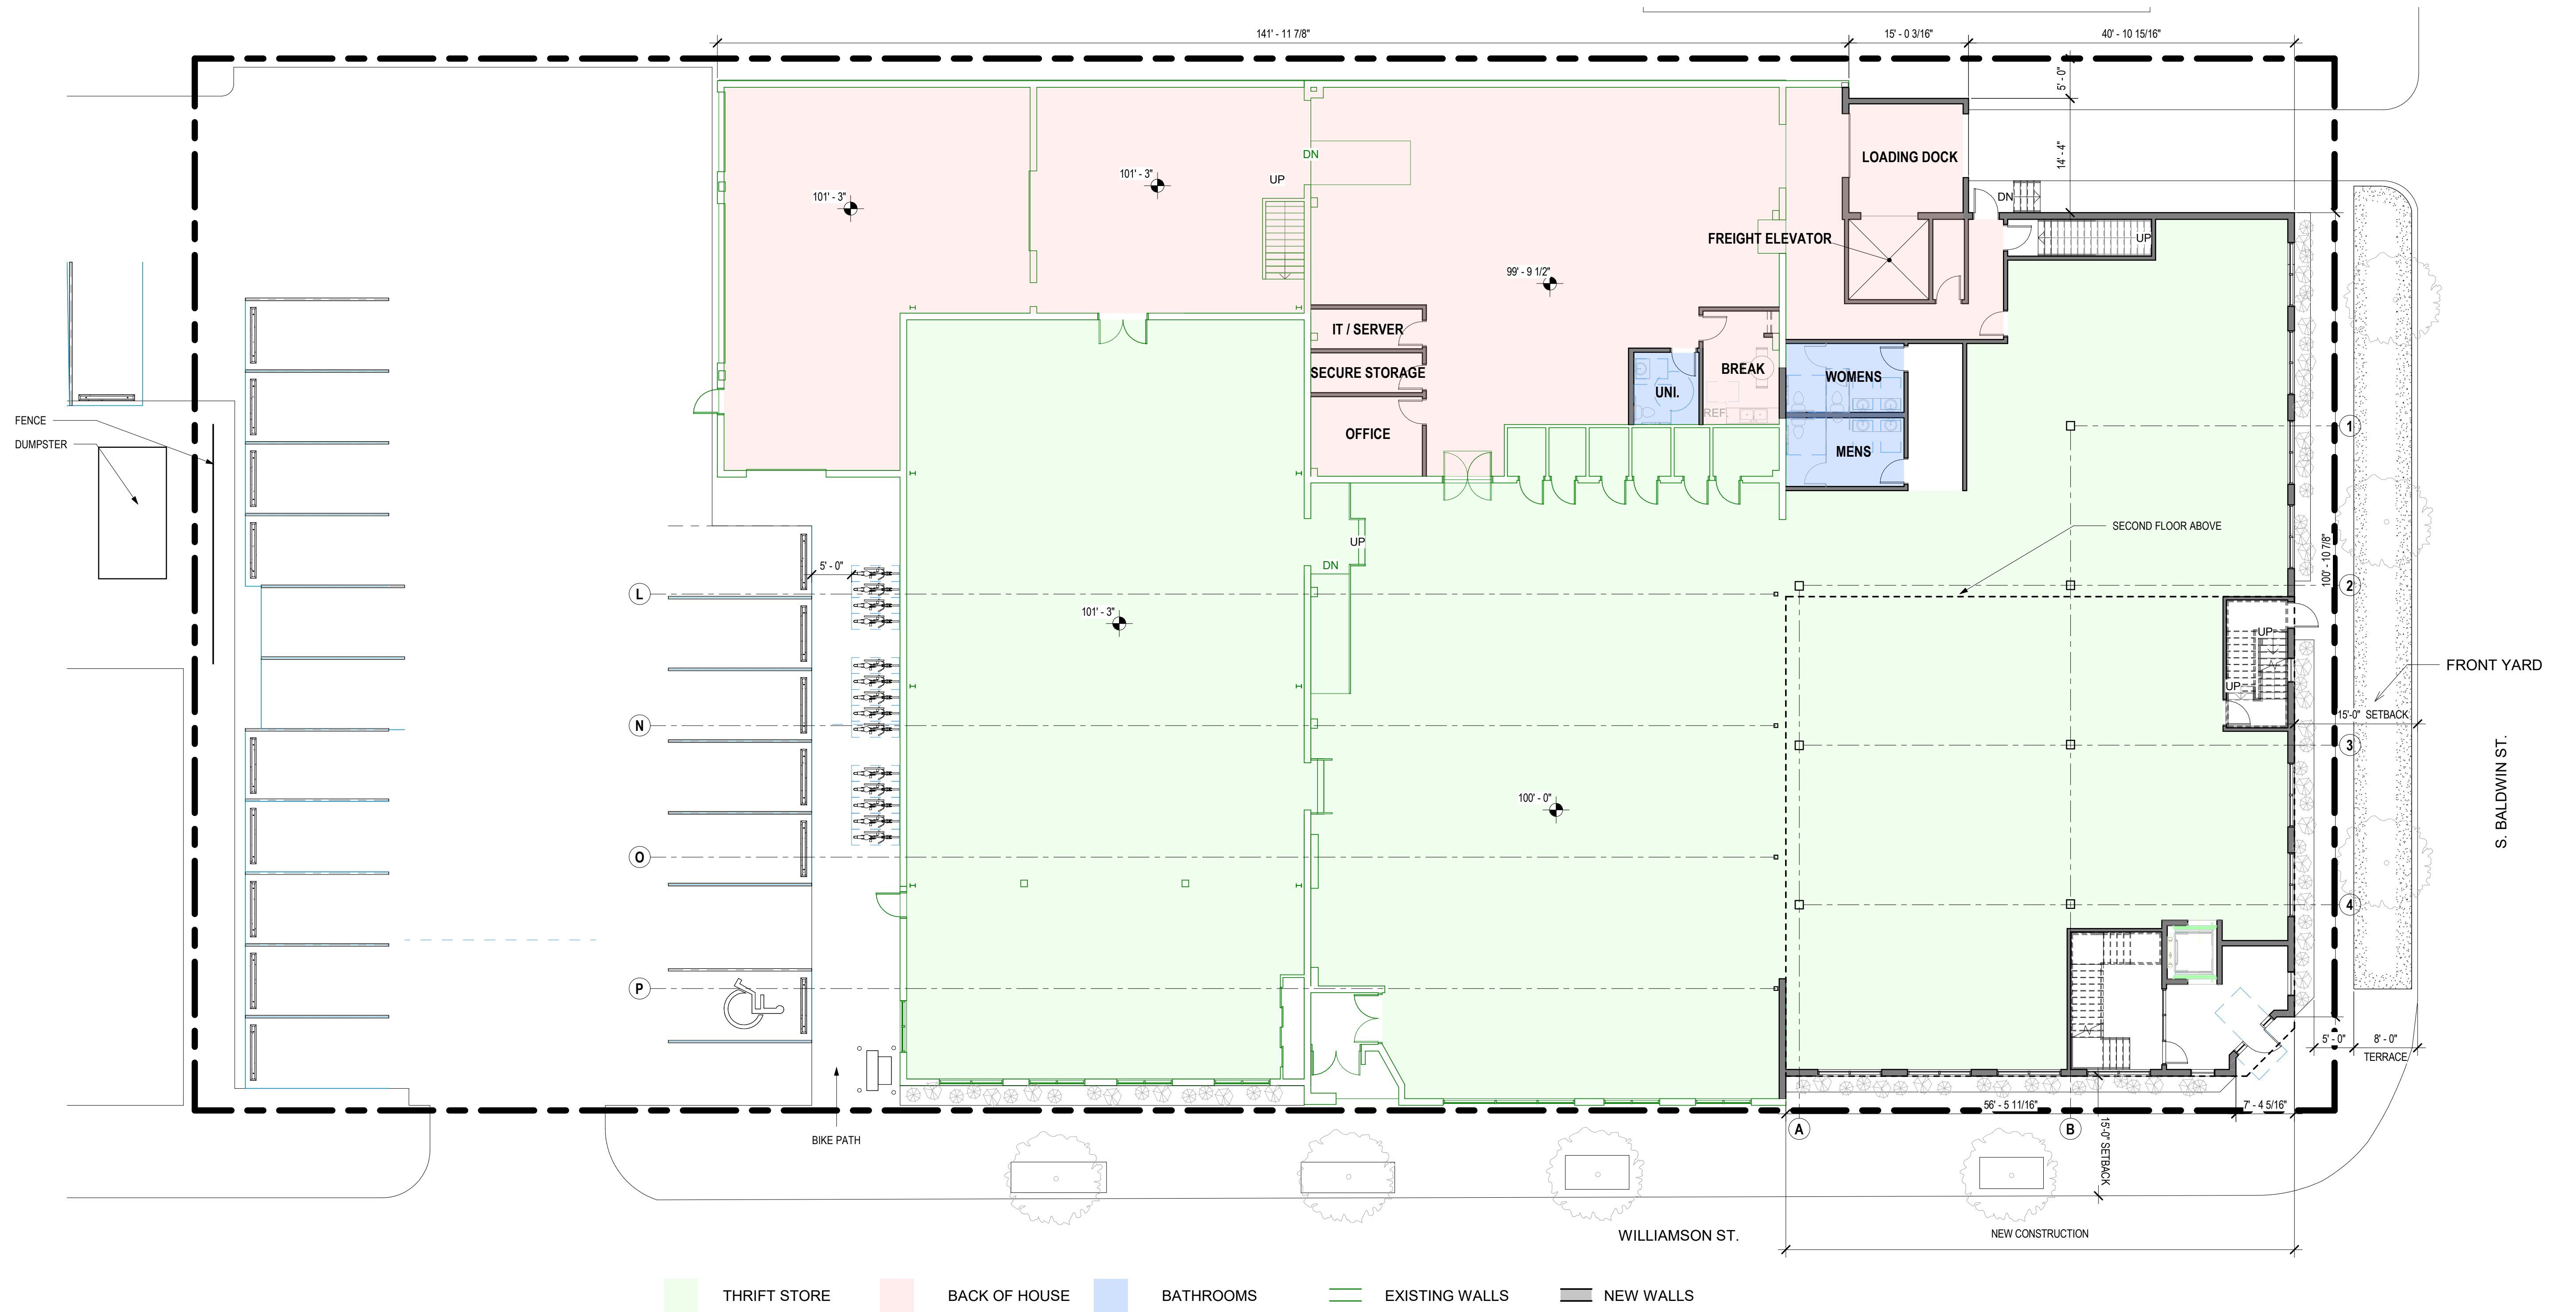 141' - 11 7/8"
15' - 0 3/16"
40' - 10 15/16"
5' - 0"
14' - 4"
LOADING DOCK
DN
UP
101' - 3"
101' - 3"
DN
UP
FREIGHT ELEVATOR
99' - 9 1/2"
IT / SERVER
SECURE STORAGE
OFFICE
UNI.
BREAK
REF.
WOMENS
MENS
FENCE
DUMPSTER
1
SECOND FLOOR ABOVE
100' - 10 7/8"
UP
DN
5' - 0"
L
2
101' - 3"
UP
UP
FRONT YARD
15'-0" SETBACK
N
3
S. BALDWIN ST.
100' - 0"
O
4
P
5' - 0"
8' - 0"
TERRACE
56' - 5 11/16"
7' - 4 5/16"
A
B
BIKE PATH
15'-0" SETBACK
WILLIAMSON ST.
NEW CONSTRUCTION
THRIFT STORE
BACK OF HOUSE
BATHROOMS
EXISTING WALLS
NEW WALLS